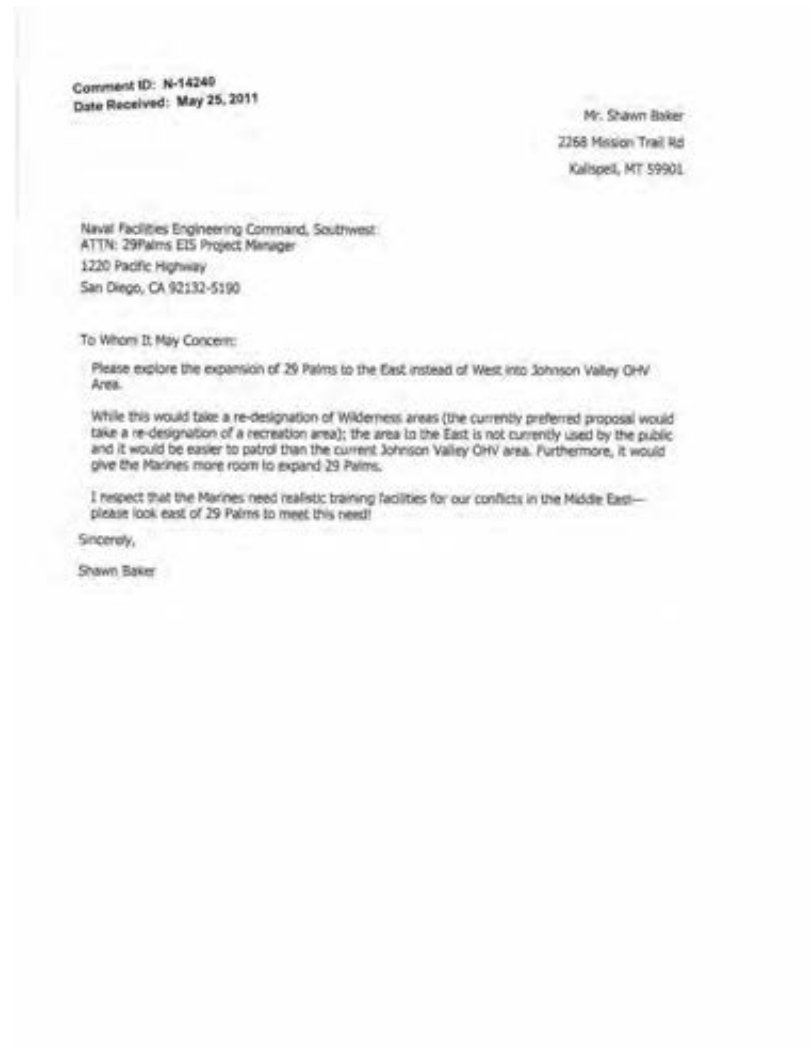 Comment ID: N-14240
Date Received: May 25, 2011
Mr. Shawn Baker
2268 Mission Trail Rd
Kalispell, MT 59901
Naval Facilities Engineering Command, Southwest
ATTN: 29Palms EIS Project Manager
1220 Pacific Highway
San Diego, CA 92132-5190
To Whom It May Concern:
Please explore the expansion of 29 Palms to the East instead of West into Johnson Valley OHV
Area.
While this would take a re-designation of Wilderness areas (the currently preferred proposal would
take a re-designation of a recreation area); the area to the East is not currently used by the public
and it would be easier to patrol than the current Johnson Valley OHV area. Furthermore, it would
give the Marines more room to expand 29 Palms.
I respect that the Marines need realistic training facilities for our conflicts in the Middle East—
please look east of 29 Palms to meet this need!
Sincerely,
Shawn Baker